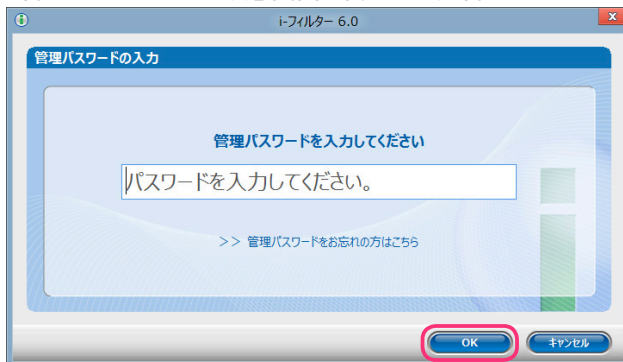 i-フィルター 6.0
管理パスワードの入力
管理パスワードを入力してください
パスワードを入力してください。
>> 管理パスワードをお忘れの方はこちら
OK
キャンセル